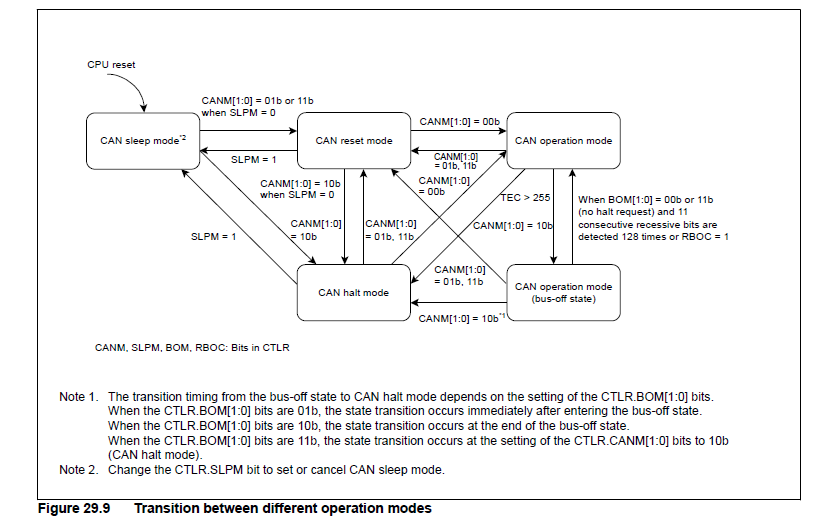 CPU reset
CANM[1:0] = 01b or 11b
when SLPM = 0
CANM[1:0] = 00b
CAN sleep mode*2
CAN reset mode
CAN operation mode
SLPM = 1
CANM[1:0]
= 01b, 11b
CANM[1:0] = 10b
when SLPM = 0
CANM[1:0]
= 00b
TEC > 255
When BOM[1:0] = 00b or 11b
(no halt request) and 11
consecutive recessive bits are
detected 128 times or RBOC = 1
SLPM = 1
CANM[1:0]
= 10b
CANM[1:0]
= 01b, 11b
CANM[1:0] = 10b
CANM[1:0]
= 01b, 11b
CAN halt mode
CAN operation mode
(bus-off state)
CANM[1:0] = 10b*1
CANM, SLPM, BOM, RBOC: Bits in CTLR
Note 1. The transition timing from the bus-off state to CAN halt mode depends on the setting of the CTLR.BOM[1:0] bits.
When the CTLR.BOM[1:0] bits are 01b, the state transition occurs immediately after entering the bus-off state.
When the CTLR.BOM[1:0] bits are 10b, the state transition occurs at the end of the bus-off state.
When the CTLR.BOM[1:0] bits are 11b, the state transition occurs at the setting of the CTLR.CANM[1:0] bits to 10b
(CAN halt mode).
Note 2. Change the CTLR.SLPM bit to set or cancel CAN sleep mode.
Figure 29.9 Transition between different operation modes